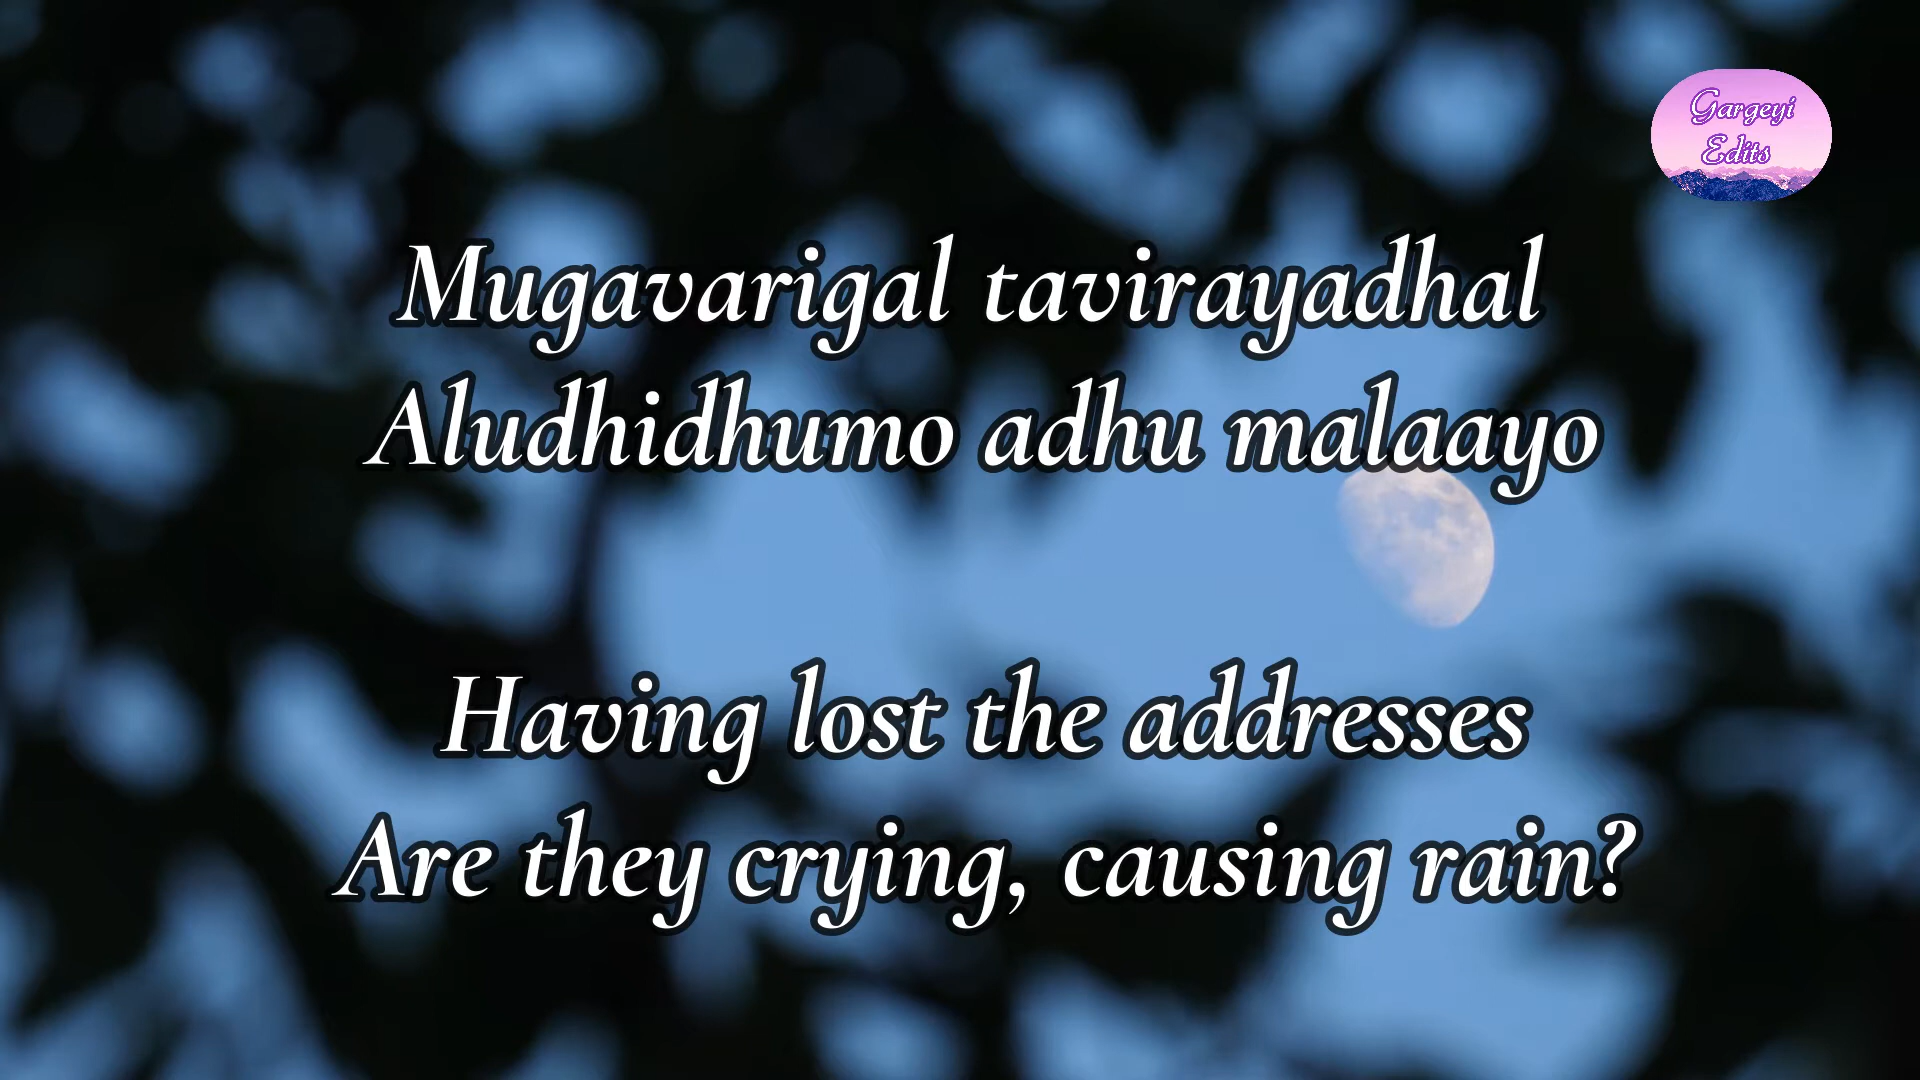 Gargeyi
Edits
Mugavarigal tavirayadhal
Aludhidhumo adhu malaayo
Having lost the addresses
Are they crying, causing rain?